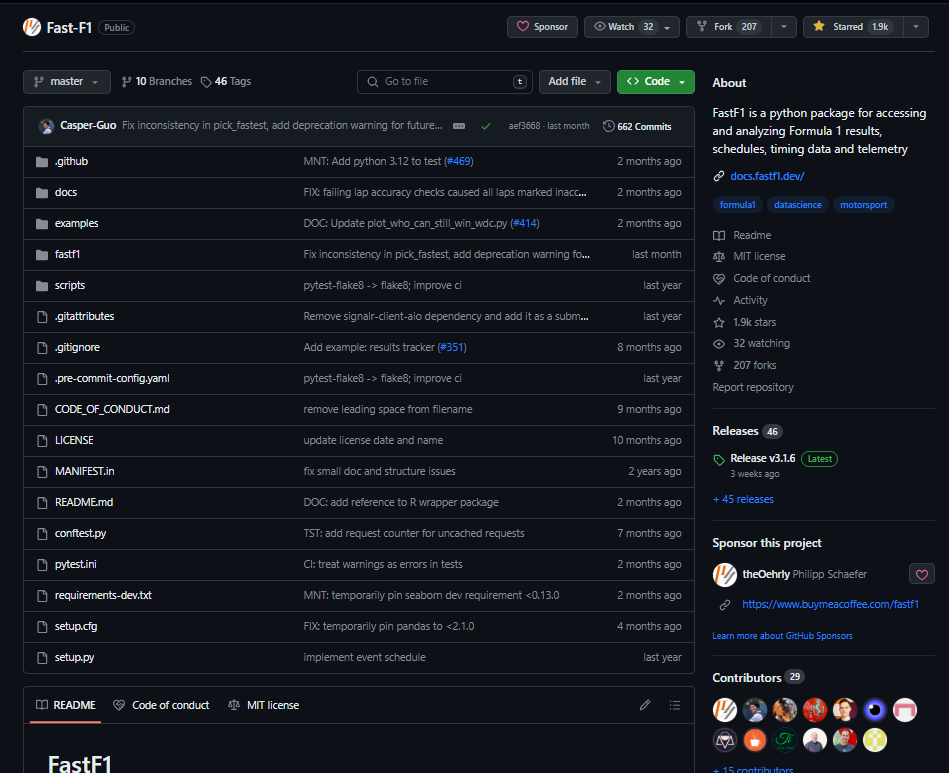 Fast-F1 Public Sponsor Watch 32 Fork 207 Starred 1.9k
master 10 Branches 46 Tags Go to file t Add file <> Code
Casper-Guo Fix inconsistency in pick_fastest, add deprecation warning for future... aef3668 · last month 662 Commits
.github MNT: Add python 3.12 to test (#469) 2 months ago
docs FIX: failing lap accuracy checks caused all laps marked inacc... 2 months ago
examples DOC: Update plot_who_can_still_win_wdc.py (#414) 2 months ago
fastf1 Fix inconsistency in pick_fastest, add deprecation warning fo... last month
scripts pytest-flake8 -> flake8; improve ci last year
.gitattributes Remove signalr-client-aio dependency and add it as a subm... last year
.gitignore Add example: results tracker (#351) 8 months ago
.pre-commit-config.yaml pytest-flake8 -> flake8; improve ci last year
CODE_OF_CONDUCT.md remove leading space from filename 9 months ago
LICENSE update license date and name 10 months ago
MANIFEST.in fix small doc and structure issues 2 years ago
README.md DOC: add reference to R wrapper package 2 months ago
conftest.py TST: add request counter for uncached requests 7 months ago
pytest.ini CI: treat warnings as errors in tests 2 months ago
requirements-dev.txt MNT: temporarily pin seaborn dev requirement <0.13.0 2 months ago
setup.cfg FIX: temporarily pin pandas to <2.1.0 4 months ago
setup.py implement event schedule last year
README Code of conduct MIT license
FastF1
About
FastF1 is a python package for accessing
and analyzing Formula 1 results,
schedules, timing data and telemetry
docs.fastf1.dev/
formula1 datascience motorsport
Readme
MIT license
Code of conduct
Activity
1.9k stars
32 watching
207 forks
Report repository
Releases 46
Release v3.1.6 Latest
3 weeks ago
+ 45 releases
Sponsor this project
theOehrly Philipp Schaefer
https://www.buymeacoffee.com/fastf1
Learn more about GitHub Sponsors
Contributors 29
+ 15 contributors